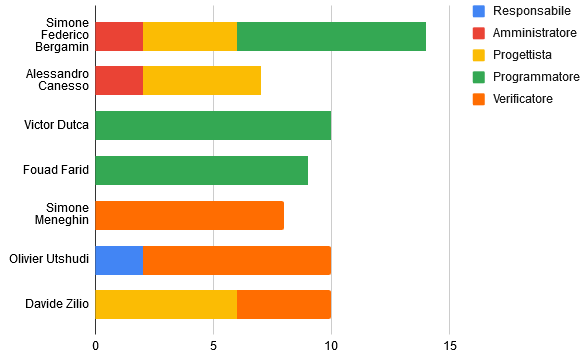 Simone
Federico
Bergamin
Alessandro
Canesso
Victor Dutca
Fouad Farid
Simone
Meneghin
Olivier Utshudi
Davide Zilio
0
5
10
15
Responsabile
Amministratore
Progettista
Programmatore
Verificatore